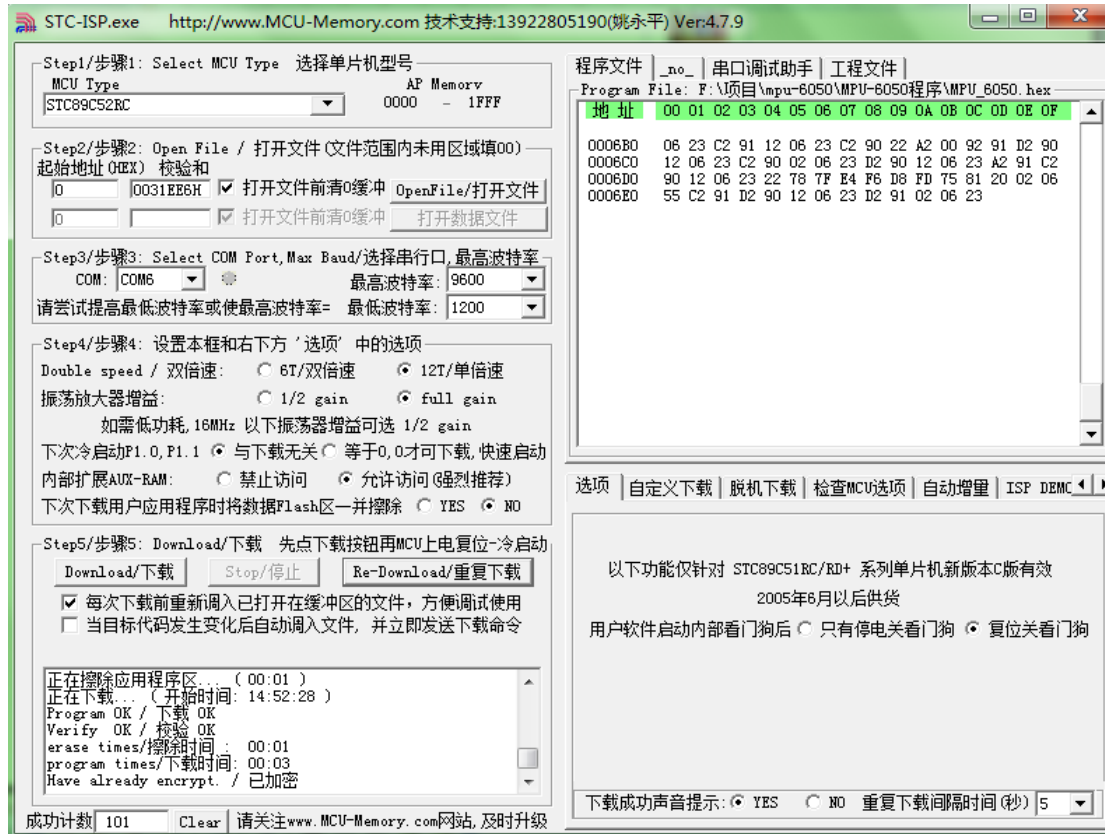 STC-ISP.exe http://www.MCU-Memory.com 技术支持:13922805190(姚永平) Ver:4.7.9
Step1/步骤1: Select MCU Type 选择单片机型号
MCU Type AP Memory
STC89C52RC 0000 - 1FFF
Step2/步骤2: Open File / 打开文件(文件范围内未用区域填00)
起始地址(HEX) 校验和
0 0031EE6H 打开文件前清0缓冲 OpenFile/打开文件
0 打开文件前清0缓冲 打开数据文件
Step3/步骤3: Select COM Port,Max Baud/选择串行口,最高波特率
COM: COM6 最高波特率: 9600
请尝试提高最低波特率或使最高波特率= 最低波特率: 1200
Step4/步骤4: 设置本框和右下方 '选项' 中的选项
Double speed / 双倍速: 6T/双倍速 12T/单倍速
振荡放大器增益: 1/2 gain full gain
如需低功耗,16MHz 以下振荡器增益可选 1/2 gain
下次冷启动P1.0,P1.1 与下载无关 等于0,0才可下载,快速启动
内部扩展AUX-RAM: 禁止访问 允许访问(强烈推荐)
下次下载用户应用程序时将数据Flash区一并擦除 YES NO
Step5/步骤5: Download/下载 先点下载按钮再MCU上电复位-冷启动
Download/下载 Stop/停止 Re-Download/重复下载
每次下载前重新调入已打开在缓冲区的文件，方便调试使用
当目标代码发生变化后自动调入文件，并立即发送下载命令
正在擦除应用程序区... ( 00:01 )
正在下载... ( 开始时间: 14:52:28 )
Program OK / 下载 OK
Verify OK / 校验 OK
erase times/擦除时间 : 00:01
program times/下载时间: 00:03
Have already encrypt. / 已加密
成功计数 101 Clear 请关注www.MCU-Memory.com网站,及时升级
程序文件 _no_ 串口调试助手 工程文件
Program File: F:\项目\mpu-6050\MPU-6050程序\MPU_6050.hex
地 址 00 01 02 03 04 05 06 07 08 09 0A 0B 0C 0D 0E 0F
0006B0 06 23 C2 91 12 06 23 C2 90 22 A2 00 92 91 D2 90
0006C0 12 06 23 C2 90 02 06 23 D2 90 12 06 23 A2 91 C2
0006D0 90 12 06 23 22 78 7F E4 F6 D8 FD 75 81 20 02 06
0006E0 55 C2 91 D2 90 12 06 23 D2 91 02 06 23
选项 自定义下载 脱机下载 检查MCU选项 自动增量 ISP DEMC
以下功能仅针对 STC89C51RC/RD+ 系列单片机新版本C版有效
2005年6月以后供货
用户软件启动内部看门狗后 只有停电关看门狗 复位关看门狗
下载成功声音提示: YES NO 重复下载间隔时间(秒) 5